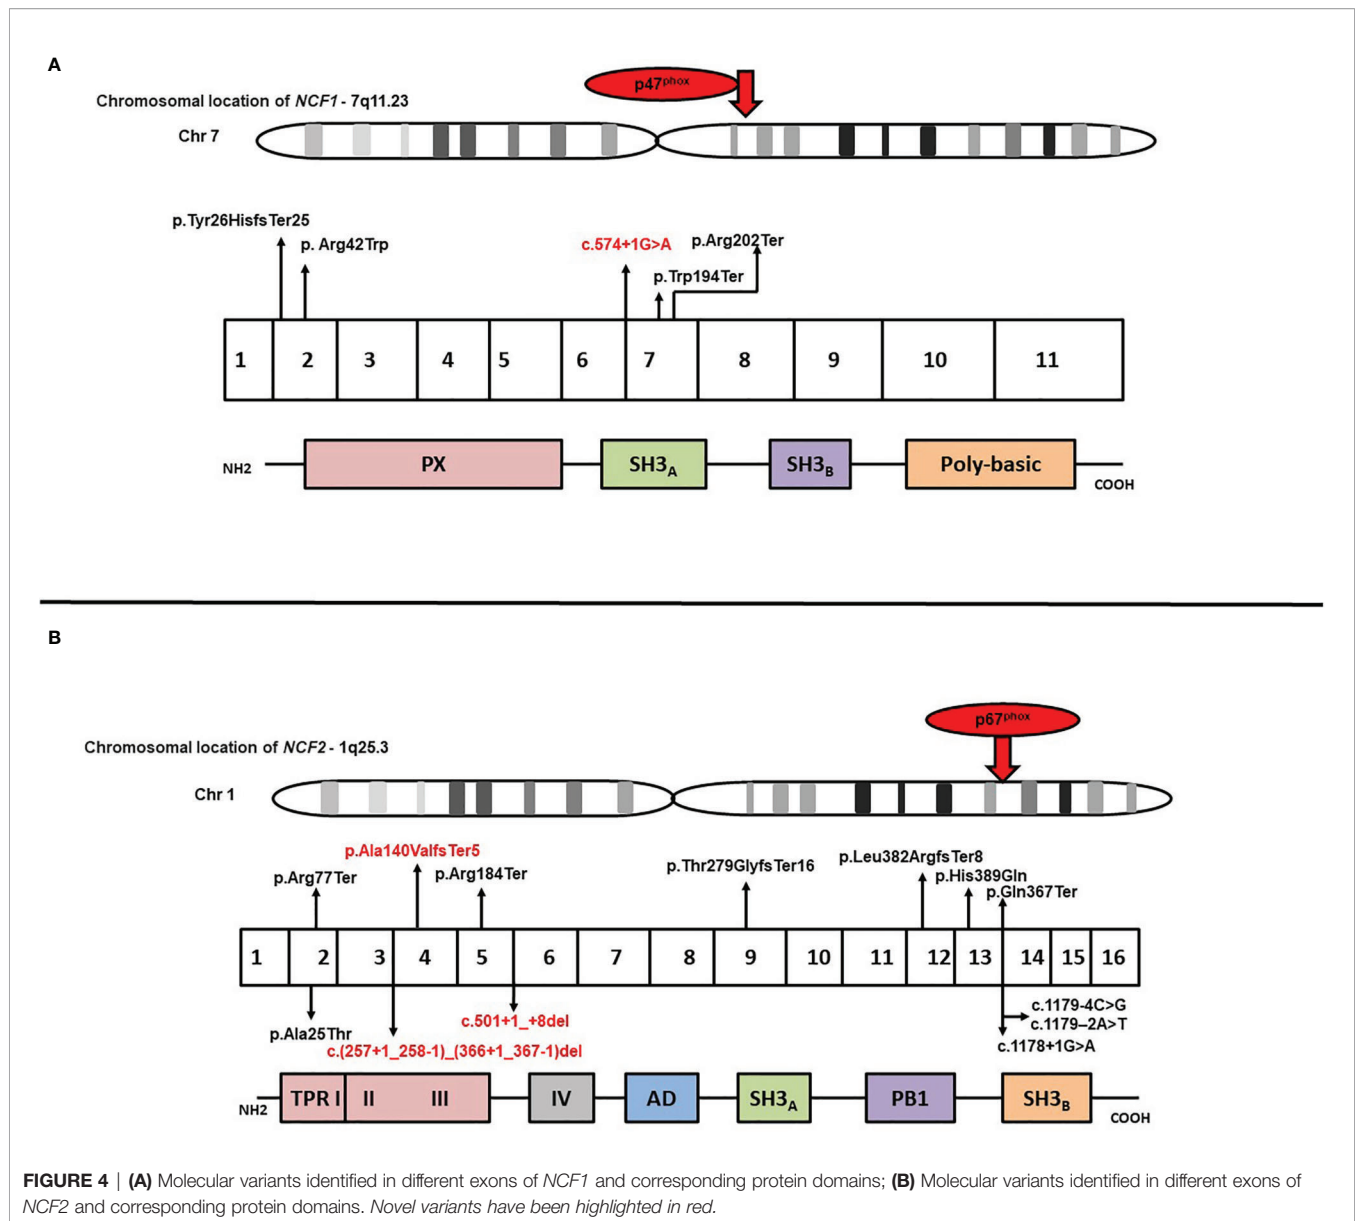 A
p47phox
Chromosomal location of NCF1 - 7q11.23
Chr 7
p.Tyr26HisfsTer25
p. Arg42Trp
c.574+1G>A
p.Arg202Ter
p.Trp194Ter
1 2 3 4 5 6 7 8 9 10 11
NH2 PX SH3A SH3B Poly-basic COOH
B
p67phox
Chromosomal location of NCF2 - 1q25.3
Chr 1
p.Ala140ValfsTer5
p.Arg77Ter
p.Arg184Ter
p.Thr279GlyfsTer16
p.Leu382ArgfsTer8
p.His389Gln
p.Gln367Ter
1 2 3 4 5 6 7 8 9 10 11 12 13 14 15 16
p.Ala25Thr
c.(257+1_258-1)_(366+1_367-1)del
c.501+1_+8del
c.1179-4C>G
c.1179–2A>T
c.1178+1G>A
NH2 TPR I II III IV AD SH3A PB1 SH3B COOH
FIGURE 4 | (A) Molecular variants identified in different exons of NCF1 and corresponding protein domains; (B) Molecular variants identified in different exons of
NCF2 and corresponding protein domains. Novel variants have been highlighted in red.